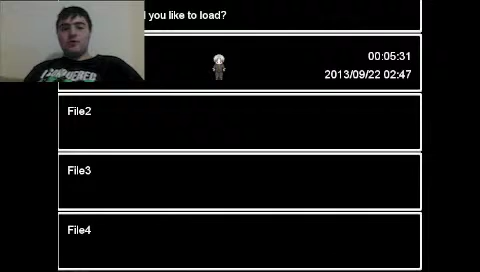 d you like to load?
00:05:31
2013/09/22 02:47
File2
File3
File4